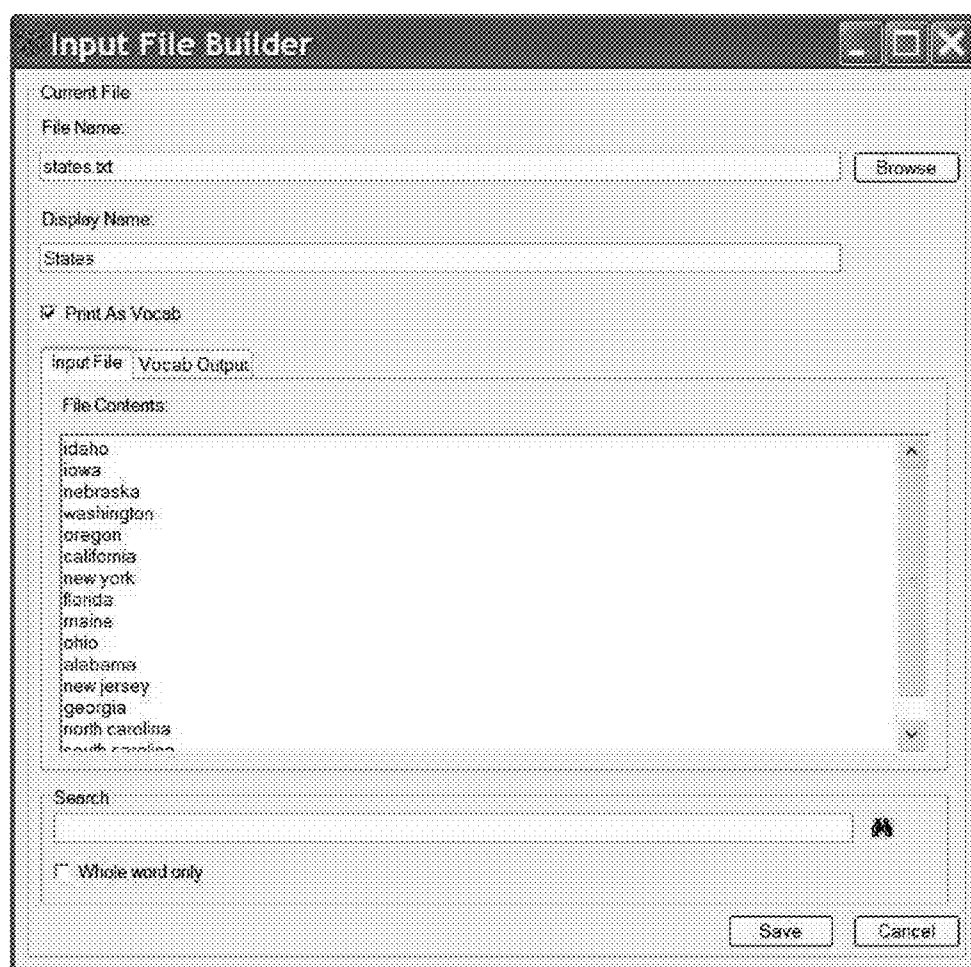 Input File Builder
Current File
File Name:
states.txt
Browse
Display Name:
States
Print As Vocab
Input File
Vocab Output
File Contents:
idaho
iowa
nebraska
washington
oregon
california
new york
florida
maine
ohio
alabama
new jersey
georgia
north carolina
south carolina
Search
Whole word only
Save
Cancel